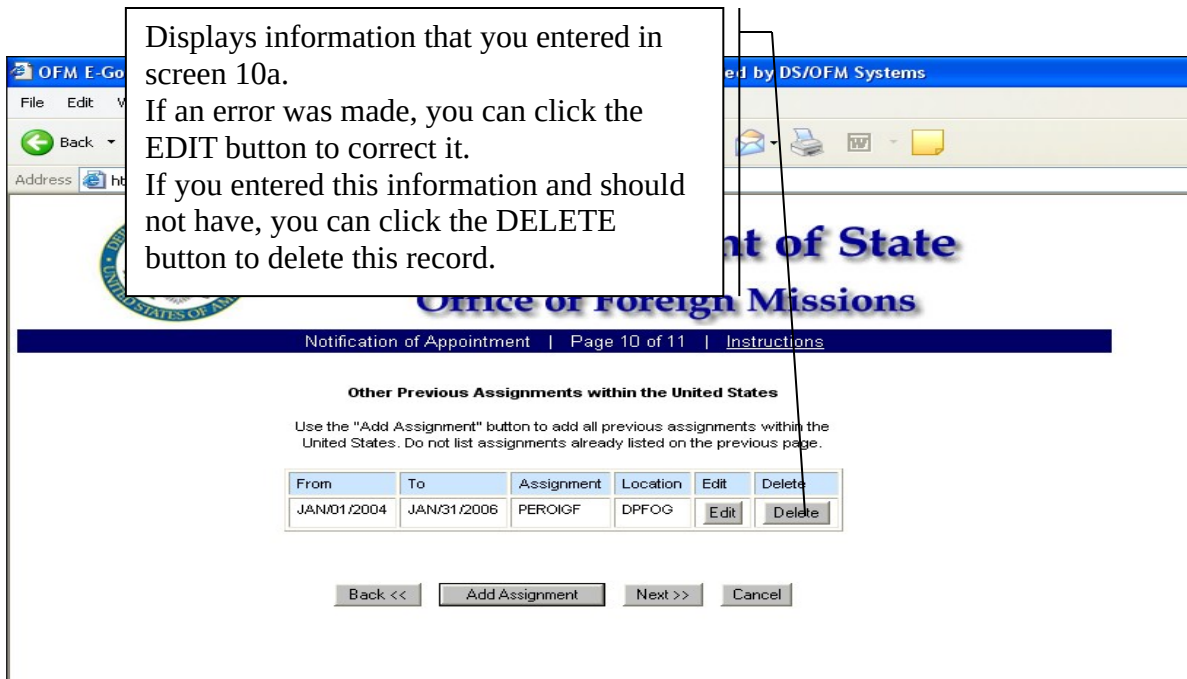 Displays information that you entered in
screen 10a.
If an error was made, you can click the
EDIT button to correct it.
If you entered this information and should
not have, you can click the DELETE
button to delete this record.
OFM E-Go ed by DS/OFM Systems
File Edit
Back
Address
nt of State
Office of Foreign Missions
STATES OF
Notification of Appointment | Page 10 of 11 | Instructions
Other Previous Assignments within the United States
Use the "Add Assignment" button to add all previous assignments within the
United States. Do not list assignments already listed on the previous page.
From To Assignment Location Edit Delete
JAN/01/2004 JAN/31/2006 PEROIGF DPFOG Edit Delete
Back << Add Assignment Next >> Cancel